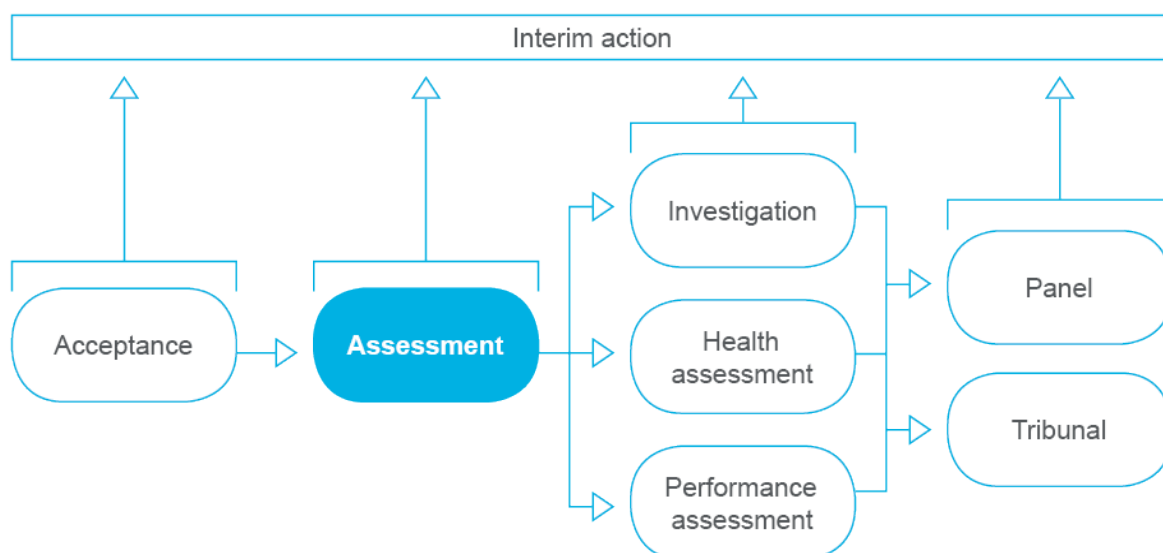 Interim action
Acceptance
Assessment
Investigation
Health
assessment
Performance
assessment
Panel
Tribunal